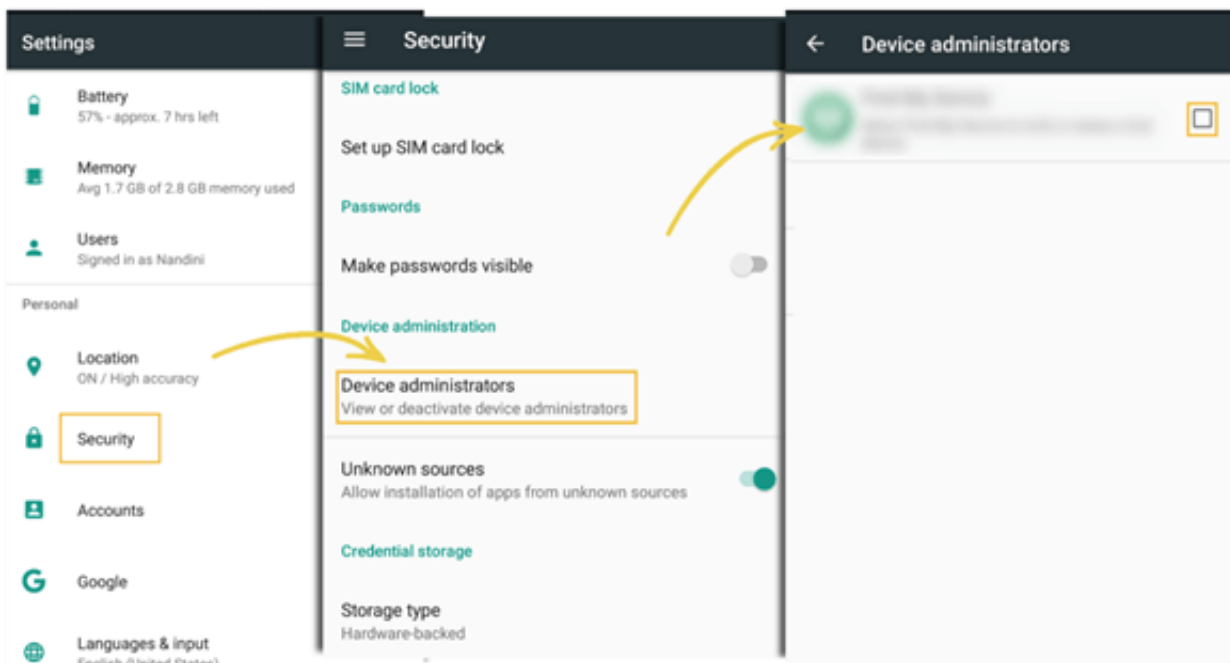 Settings
Battery
57% - approx. 7 hrs left
Memory
Avg 1.7 GB of 2.8 GB memory used
Users
Signed in as Nandini
Personal
Location
ON / High accuracy
Security
Accounts
Google
Languages & input
English (United States)
Security
SIM card lock
Set up SIM card lock
Passwords
Make passwords visible
Device administration
Device administrators
View or deactivate device administrators
Unknown sources
Allow installation of apps from unknown sources
Credential storage
Storage type
Hardware-backed
Device administrators